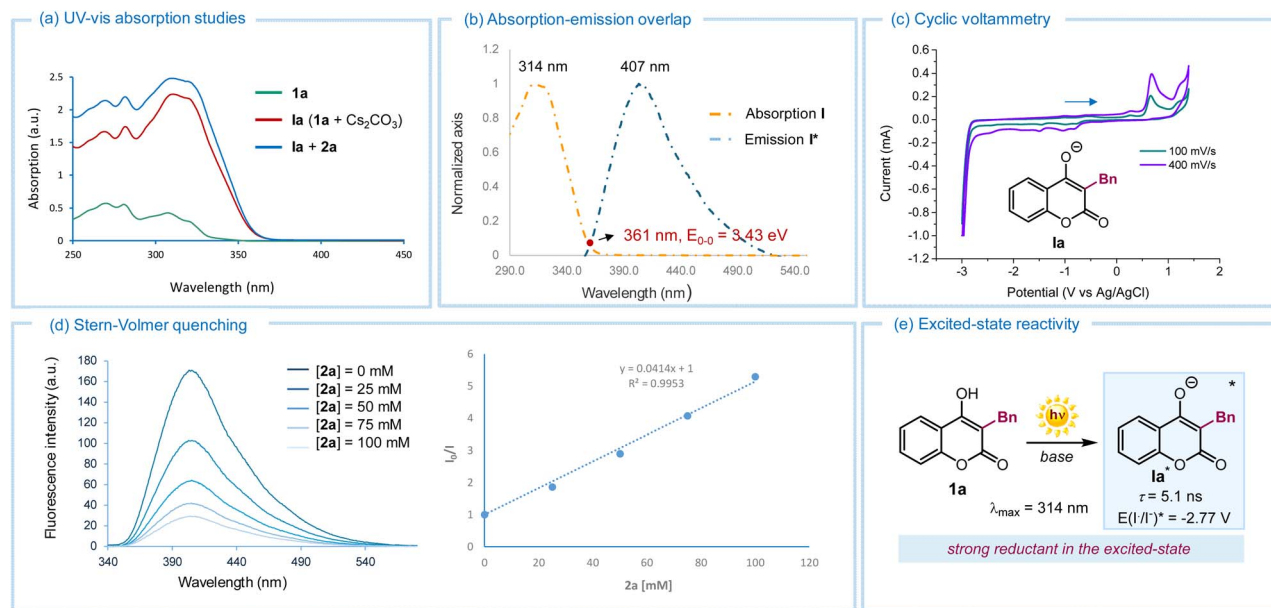 (a) UV-vis absorption studies
Absorption (a.u.)
2.5
2.0
1.5
1.0
0.5
0
250
300
350
400
450
Wavelength (nm)
1a
Ia (1a + Cs₂CO₃)
Ia + 2a
(b) Absorption-emission overlap
Normalized axis
1.2
1
0.8
0.6
0.4
0.2
0
314 nm
407 nm
Absorption I
Emission I*
361 nm, E₀₋₀ = 3.43 eV
290.0
340.0
390.0
440.0
490.0
540.0
Wavelength (nm)
(c) Cyclic voltammetry
Current (mA)
0.6
0.4
0.2
0.0
-0.2
-0.4
-0.6
-0.8
-1.0
-1.2
100 mV/s
400 mV/s
⊖
O
Bn
O
O
Ia
-3
-2
-1
0
1
2
Potential (V vs Ag/AgCl)
(d) Stern-Volmer quenching
Fluorescence intensity (a.u.)
180
160
140
120
100
80
60
40
20
0
340
390
440
490
540
Wavelength (nm)
[2a] = 0 mM
[2a] = 25 mM
[2a] = 50 mM
[2a] = 75 mM
[2a] = 100 mM
I₀/I
6
5
4
3
2
1
0
y = 0.0414x + 1
R² = 0.9953
0
20
40
60
80
100
120
2a [mM]
(e) Excited-state reactivity
OH
Bn
O
O
1a
hν
base
λmax = 314 nm
⊖
*
O
Bn
O
O
Ia*
τ = 5.1 ns
E(I·/I⁻)* = -2.77 V
strong reductant in the excited-state